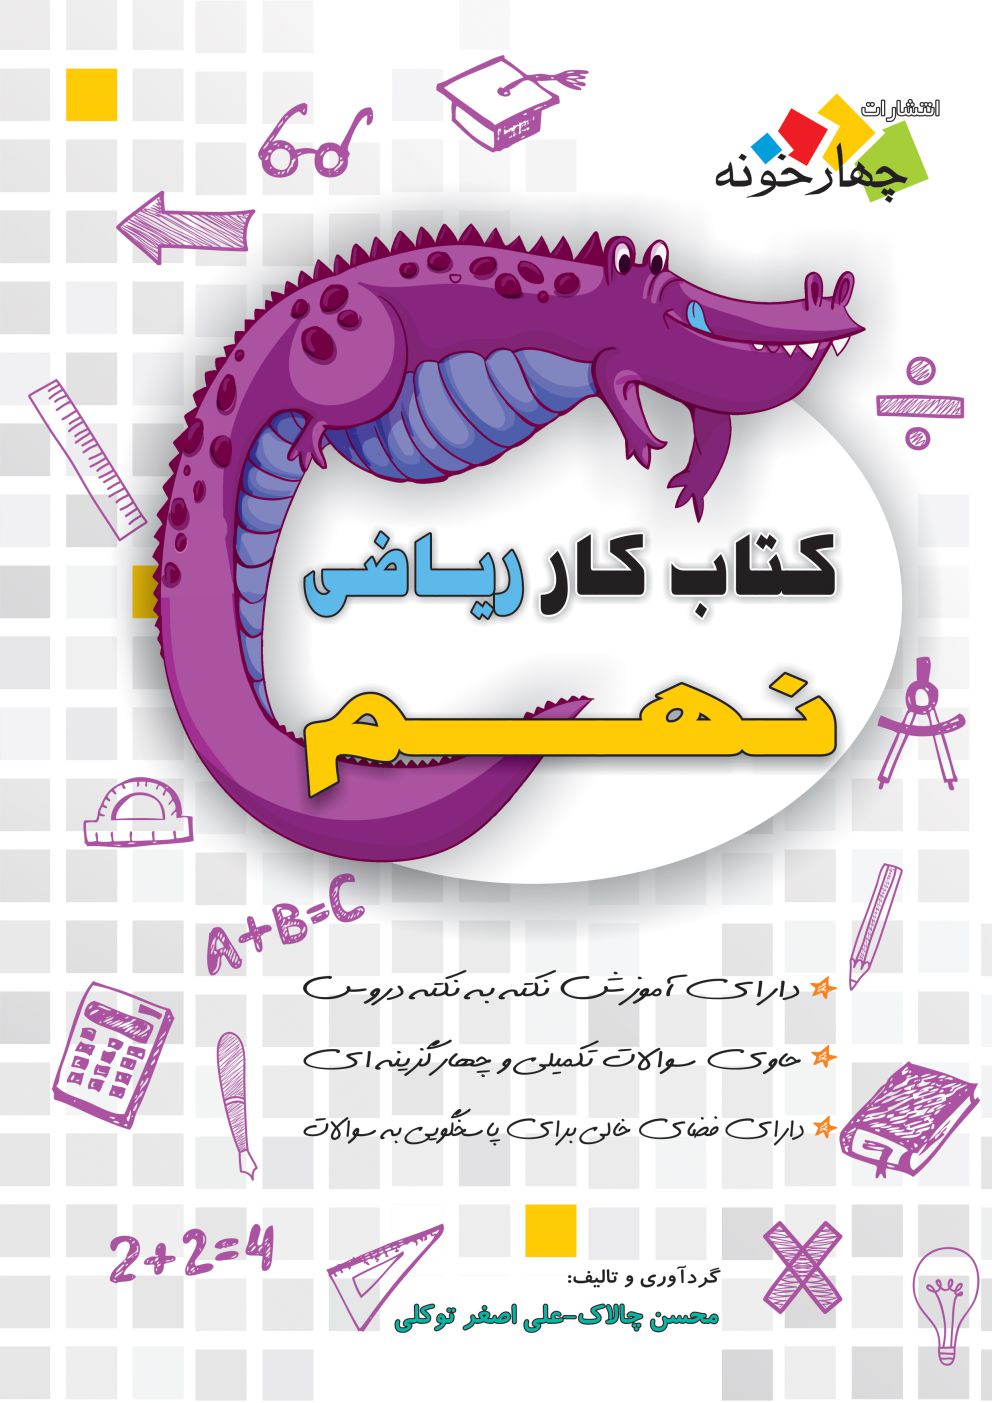 انتشارات
چهارخونه
کتاب کار ریاضی
نهم
A+B=C
دارای آموزش نکته به نکته دروس
حاوی سوالات تکمیلی و چهارگزینه ای
دارای فضای خالی برای پاسخگویی به سوالات
2+2=4
گردآوری و تالیف:
محسن چالاک-علی اصغر توکلی